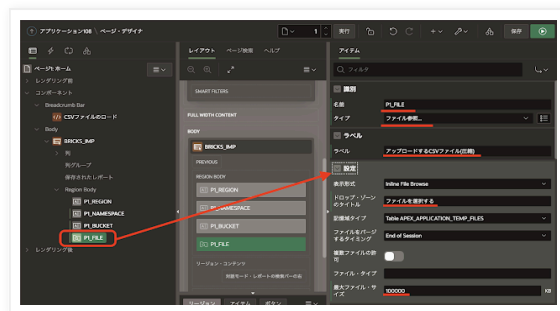 アプリケーション108 \ ページ・デザイナ
1
実行
保存
レイアウト ページ検索 ヘルプ
アイテム
ページ1: ホーム
レンダリング前
コンポーネント
Breadcrumb Bar
CSVファイルのロード
Body
BRICKS_IMP
列
列グループ
保存されたレポート
Region Body
P1_REGION
P1_NAMESPACE
P1_BUCKET
P1_FILE
レンダリング後
SMART FILTERS
FULL WIDTH CONTENT
BODY
BRICKS_IMP
PREVIOUS
REGION BODY
P1_REGION
P1_NAMESPACE
P1_BUCKET
P1_FILE
リージョン・コンテンツ
リージョン アイテム ボタン
フィルタ
識別
名前 P1_FILE
タイプ ファイル参照...
ラベル
ラベル アップロードするCSVファイル(圧縮)
設定
表示形式 Inline File Browse
ドロップ・ゾーンのタイトル ファイルを選択する
記憶域タイプ Table APEX_APPLICATION_TEMP_FILES
ファイルをパージするタイミング End of Session
複数ファイルの許可
ファイル・タイプ
最大ファイル・サイズ 100000 KB